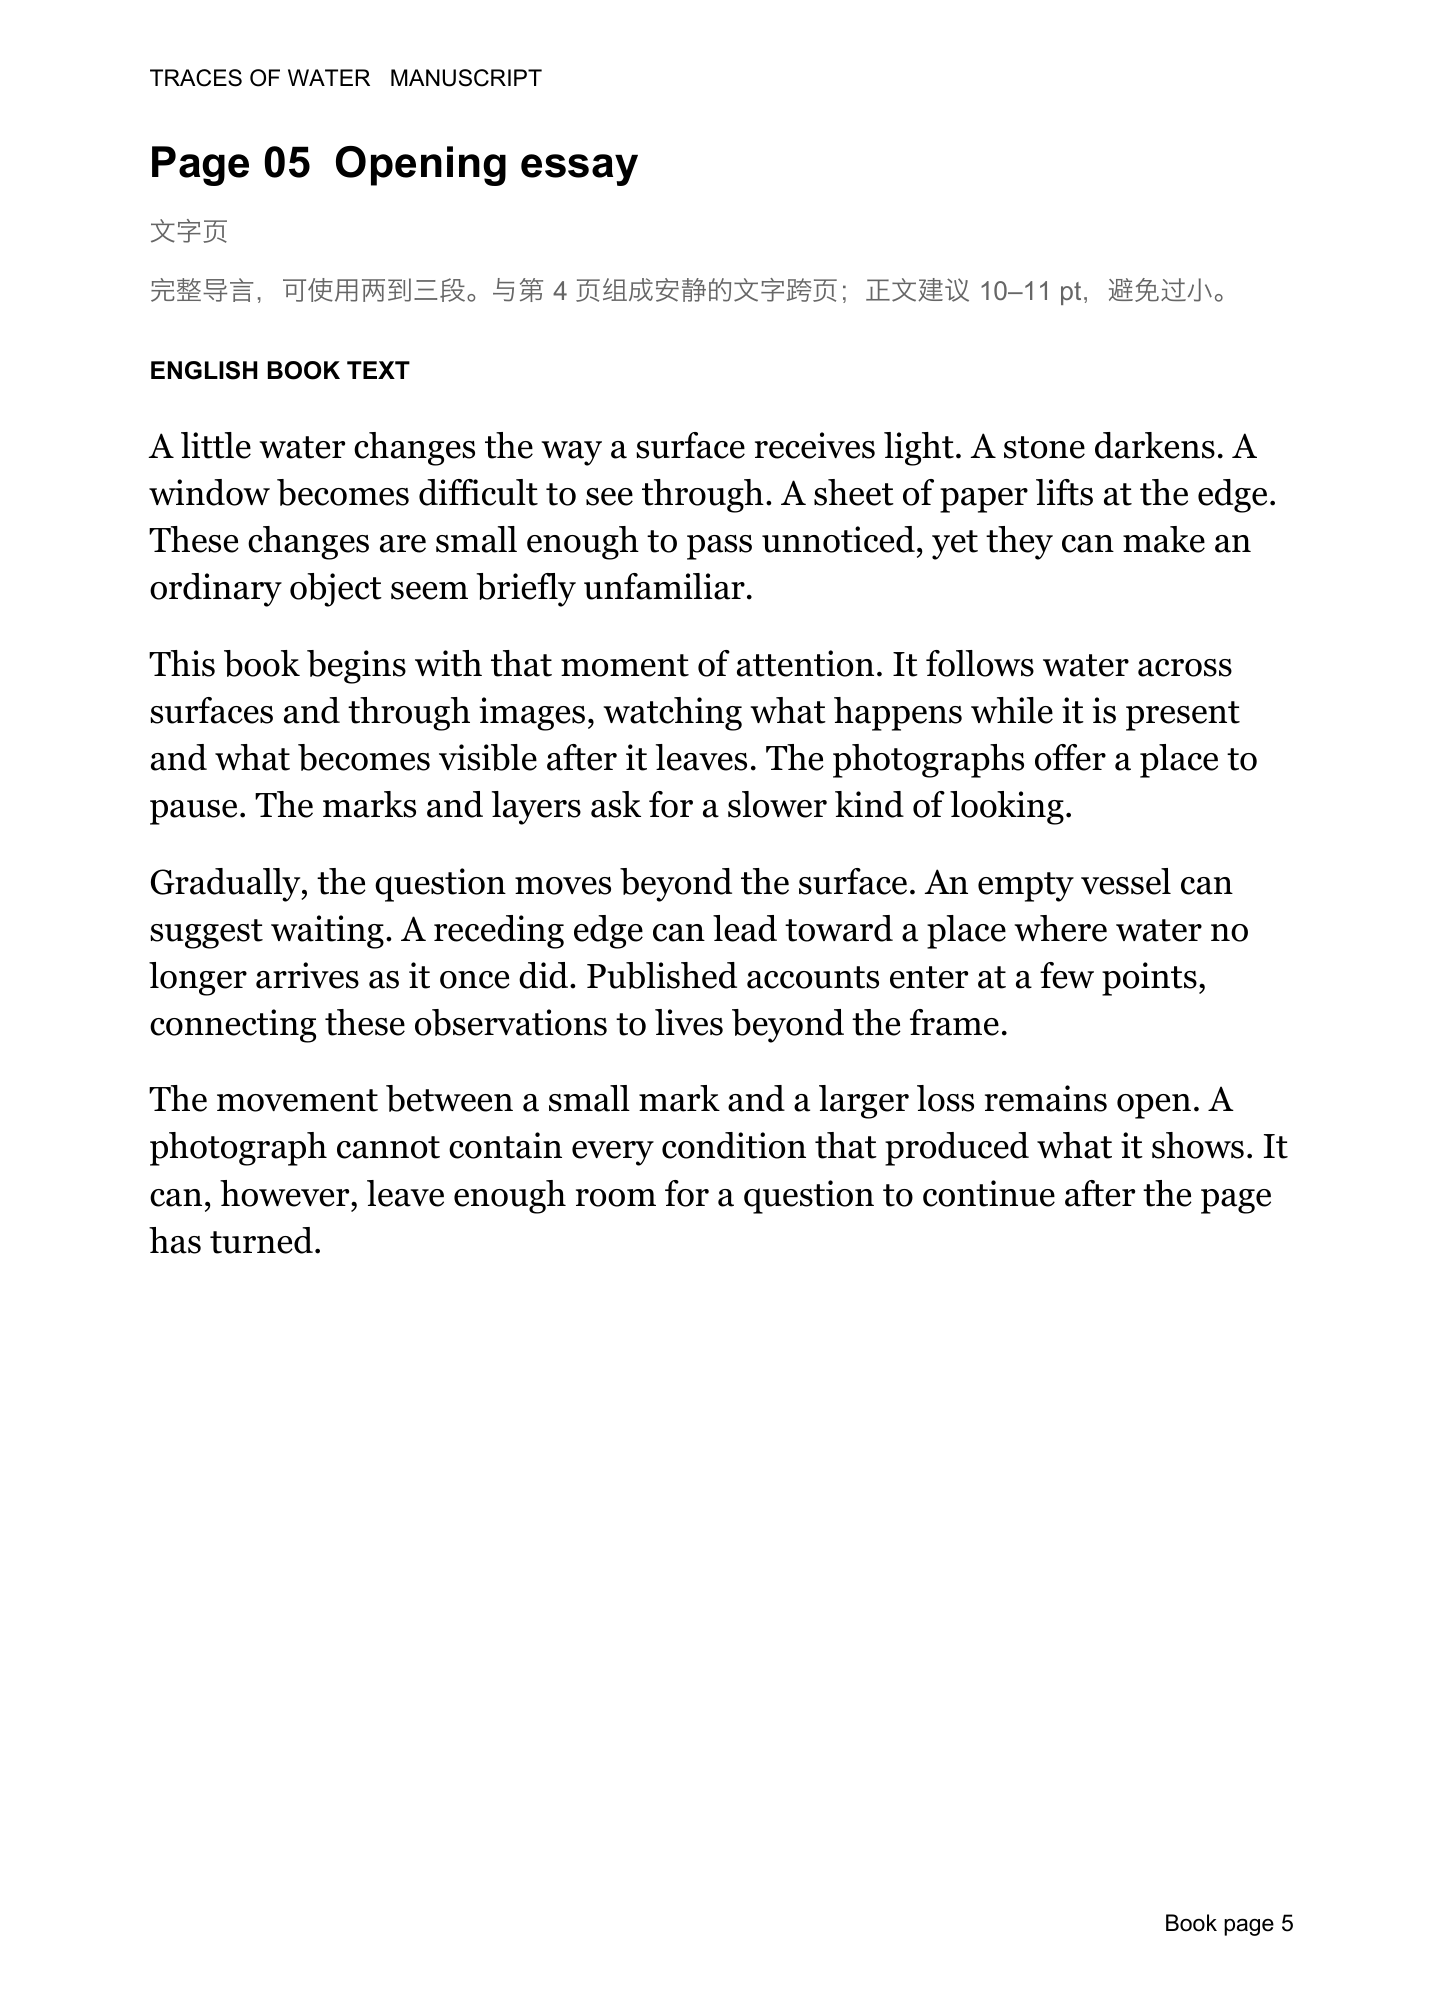 TRACES OF WATER MANUSCRIPT
Page 05 Opening essay
文字页
完整导言，可使用两到三段。与第 4 页组成安静的文字跨页；正文建议 10–11 pt，避免过小。
ENGLISH BOOK TEXT
A little water changes the way a surface receives light. A stone darkens. A
window becomes difficult to see through. A sheet of paper lifts at the edge.
These changes are small enough to pass unnoticed, yet they can make an
ordinary object seem briefly unfamiliar.
This book begins with that moment of attention. It follows water across
surfaces and through images, watching what happens while it is present
and what becomes visible after it leaves. The photographs offer a place to
pause. The marks and layers ask for a slower kind of looking.
Gradually, the question moves beyond the surface. An empty vessel can
suggest waiting. A receding edge can lead toward a place where water no
longer arrives as it once did. Published accounts enter at a few points,
connecting these observations to lives beyond the frame.
The movement between a small mark and a larger loss remains open. A
photograph cannot contain every condition that produced what it shows. It
can, however, leave enough room for a question to continue after the page
has turned.
Book page 5